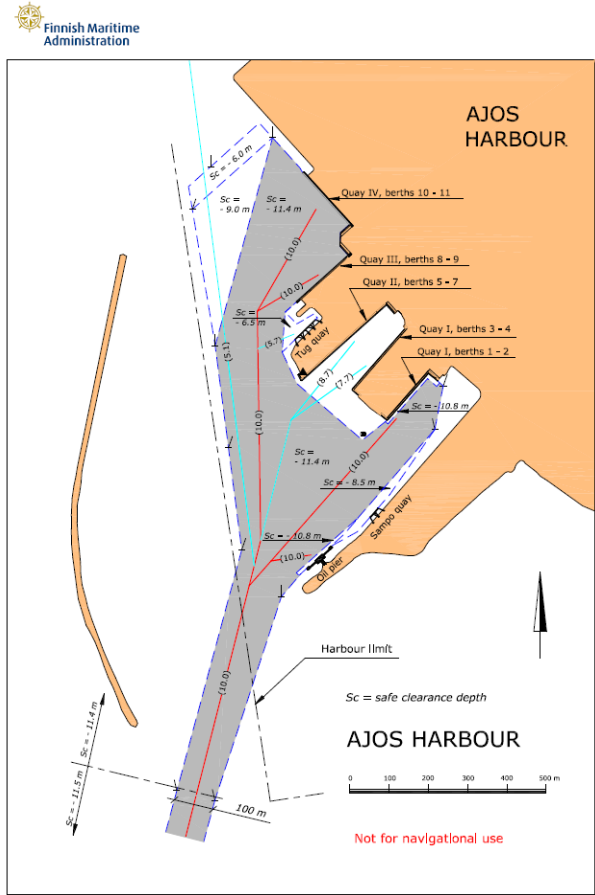 Finnish Maritime
Administration
AJOS
HARBOUR
Sc = - 6.0 m
Sc =
- 9.0 m
Sc =
- 11.4 m
Quay IV, berths 10 - 11
(10.0)
Quay III, berths 8 - 9
Quay II, berths 5 - 7
(10.0)
Sc =
- 6.5 m
Tug quay
Quay I, berths 3 - 4
(5.7)
(5.1)
Quay I, berths 1 - 2
(8.7)
(7.7)
Sc = - 10.8 m
(10.0)
Sc =
- 11.4 m
(10.0)
Sc = - 8.5 m
Sampo quay
Sc = - 10.8 m
(10.0)
Oil pier
Harbour limit
(10.0)
Sc = safe clearance depth
Sc = - 11.4 m
AJOS HARBOUR
Sc = - 11.5 m
0 100 200 300 400 500 m
100 m
Not for navigational use